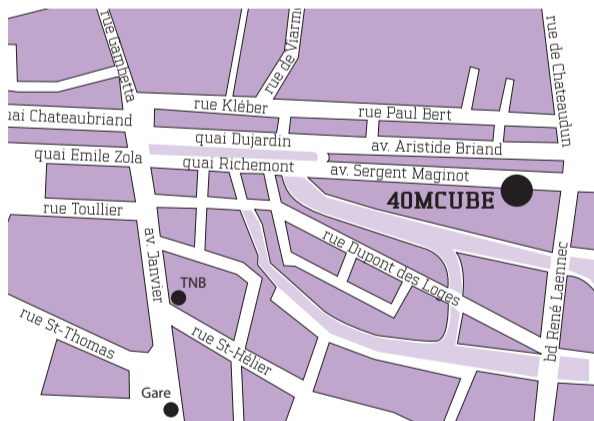 rue Gambetta
rue de Viarm
rue de Chateaudun
rue Kléber
rue Paul Bert
uai Chateaubriand
quai Dujardin
av. Aristide Briand
quai Emile Zola
quai Richemont
av. Sergent Maginot
40MCUBE
rue Toullier
av. Janvier
rue Dupont des Loges
bd René Laennec
TNB
rue St-Thomas
rue St-Hélier
Gare